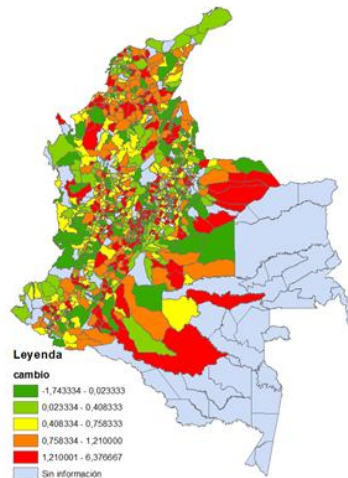 Leyenda
cambio
-1,743334 - 0,023333
0,023334 - 0,408333
0,408334 - 0,758333
0,758334 - 1,210000
1,210001 - 6,376667
Sin información